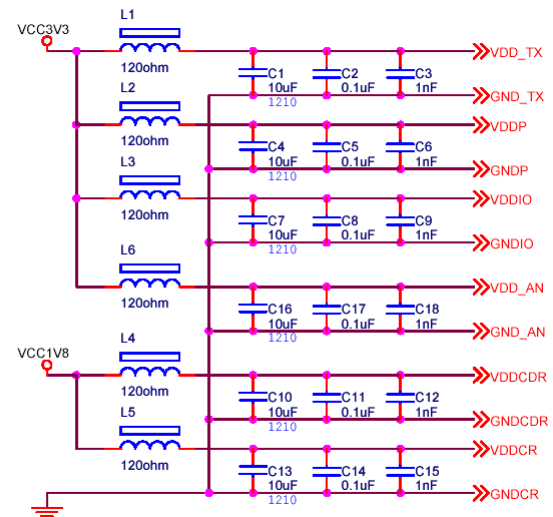 L1
VCC3V3
VDD_TX
120ohm
C1 C2 C3
10uF 0.1uF 1nF
1210
GND_TX
L2
VDDP
120ohm
C4 C5 C6
10uF 0.1uF 1nF
1210
GNDP
L3
VDDIO
120ohm
C7 C8 C9
10uF 0.1uF 1nF
1210
GNDIO
L6
VDD_AN
120ohm
C16 C17 C18
10uF 0.1uF 1nF
1210
GND_AN
L4
VCC1V8
VDDCDR
120ohm
C10 C11 C12
10uF 0.1uF 1nF
1210
GNDCDR
L5
VDDCR
120ohm
C13 C14 C15
10uF 0.1uF 1nF
1210
GNDCR